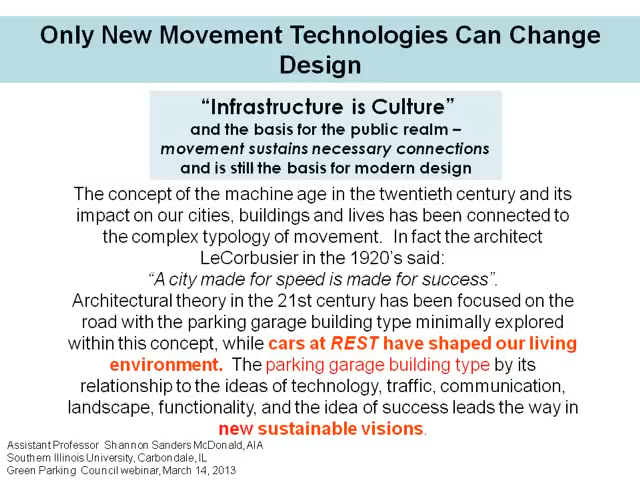 Only New Movement Technologies Can Change
Design
“Infrastructure is Culture”
and the basis for the public realm –
movement sustains necessary connections
and is still the basis for modern design
The concept of the machine age in the twentieth century and its
impact on our cities, buildings and lives has been connected to
the complex typology of movement.  In fact the architect
LeCorbusier in the 1920’s said:
“A city made for speed is made for success”.
Architectural theory in the 21st century has been focused on the
road with the parking garage building type minimally explored
within this concept, while cars at REST have shaped our living
environment.  The parking garage building type by its
relationship to the ideas of technology, traffic, communication,
landscape, functionality, and the idea of success leads the way in
new sustainable visions.
Assistant Professor  Shannon Sanders McDonald, AIA
Southern Illinois University, Carbondale, IL
Green Parking  Council webinar, March 14, 2013